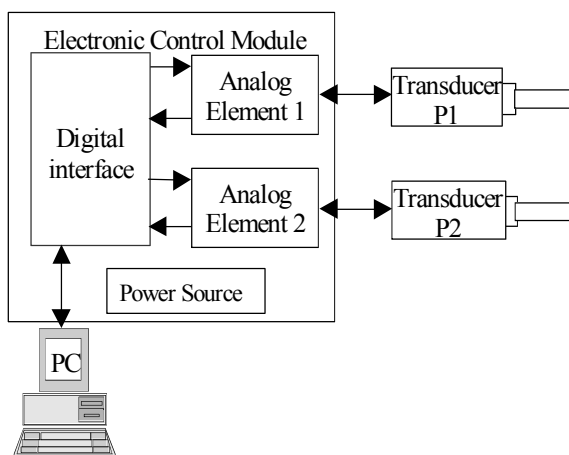 Electronic Control Module
Digital
interface
Analog
Element 1
Transducer
P1
Analog
Element 2
Transducer
P2
Power Source
PC